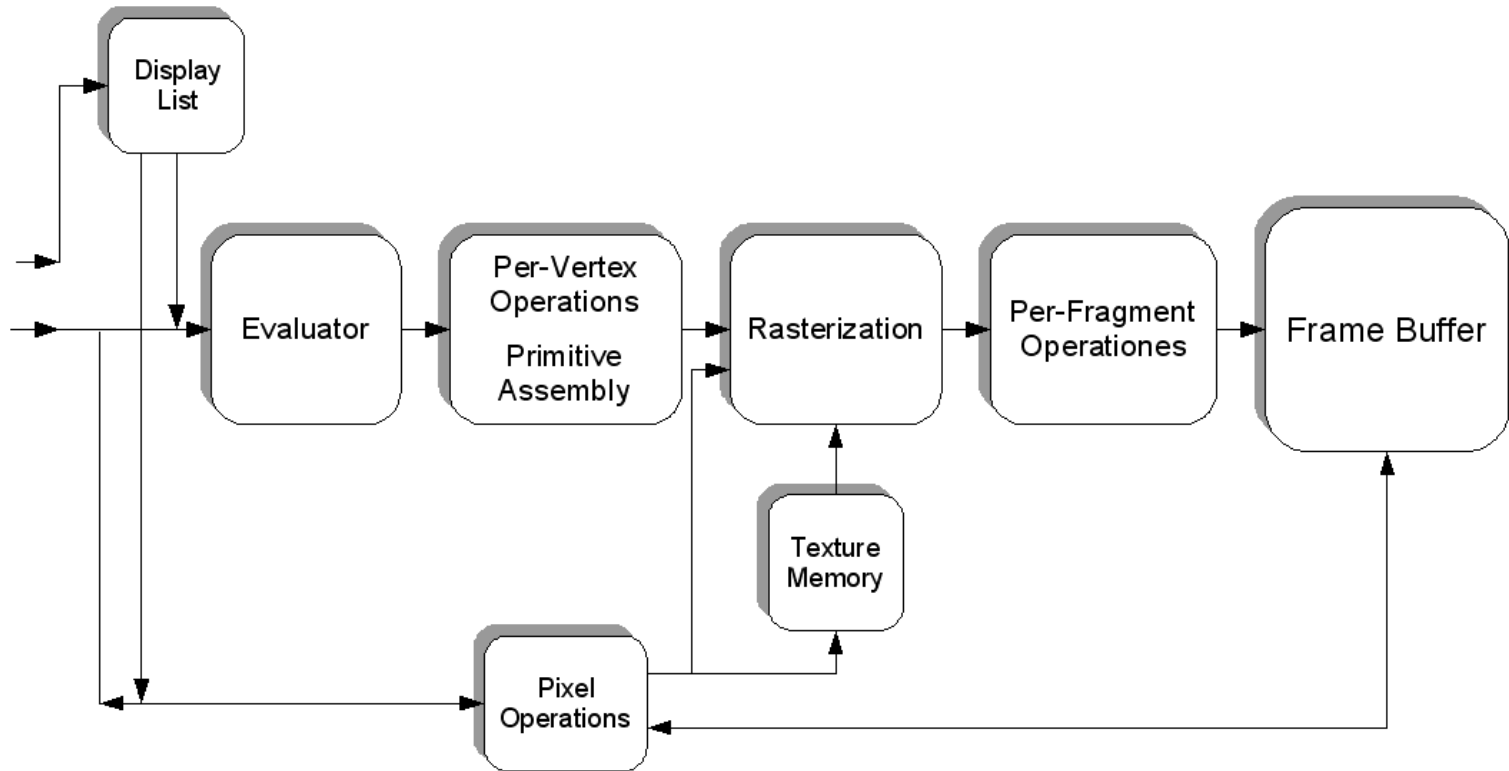 Display
List
Evaluator
Per-Vertex
Operations
Primitive
Assembly
Rasterization
Per-Fragment
Operationes
Frame Buffer
Texture
Memory
Pixel
Operations